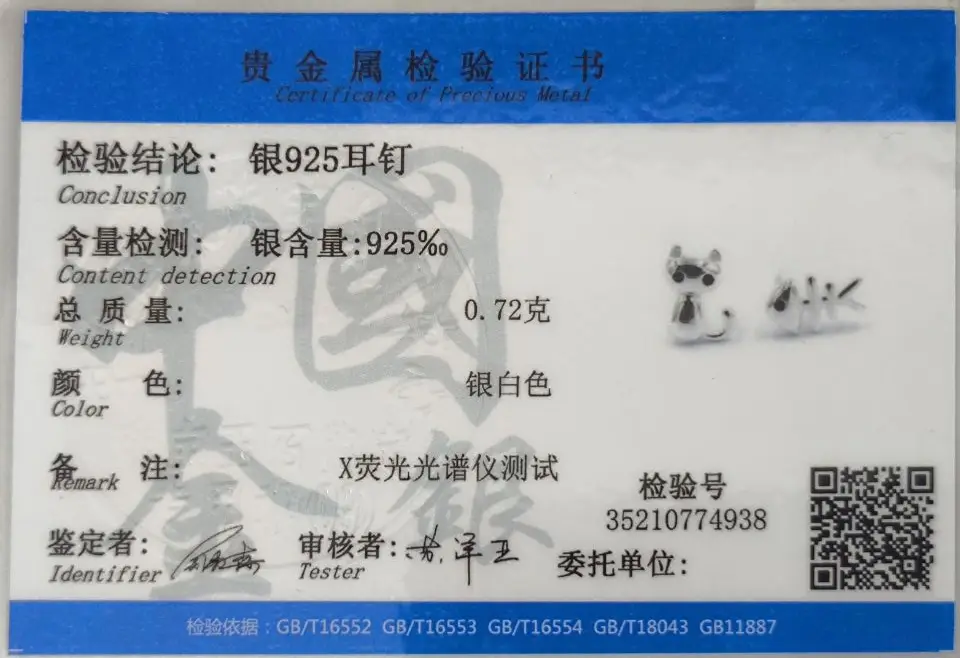 贵金属检验证书
Certificate of Precious Metal
检验结论: 银925耳钉
Conclusion
含量检测: 银含量:925‰
Content detection
总质量: 0.72克
Weight
颜色: 银白色
Color
备注: X荧光光谱仪测试
Remark
检验号
35210774938
鉴定者:
Identifier
审核者:
Tester
委托单位:
中國
金銀
检验依据：GB/T16552 GB/T16553 GB/T16554 GB/T18043 GB11887